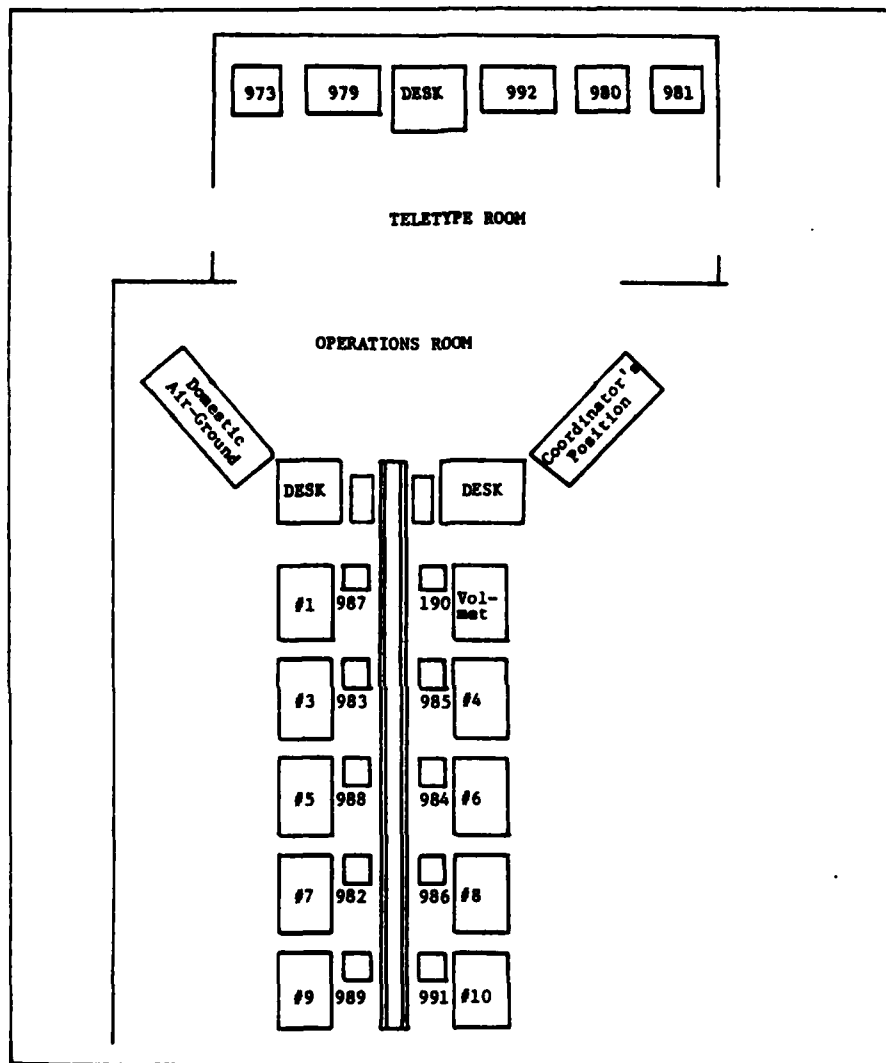 973 979 DESK 992 980 981
TELETYPE ROOM
OPERATIONS ROOM
Domestic
Air-Ground
Coordinator's
Position
DESK DESK
#1 987 190 Vol-
met
#3 983 985 #4
#5 988 984 #6
#7 982 986 #8
#9 989 991 #10